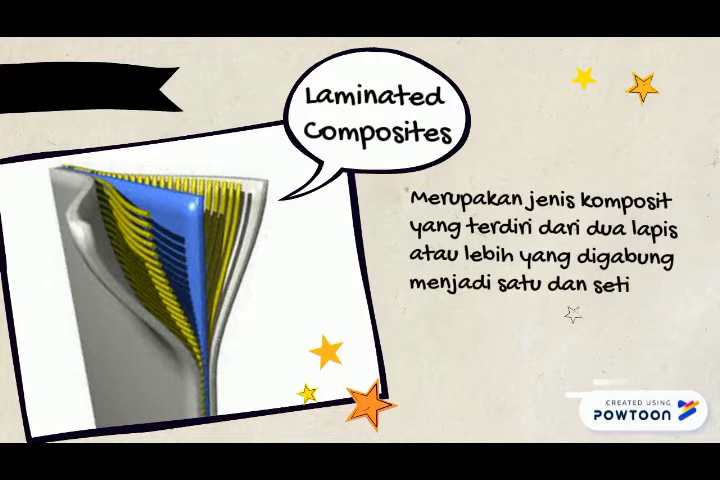 Laminated
Composites
Merupakan jenis komposit
yang terdiri dari dua lapis
atau lebih yang digabung
menjadi satu dan seti
CREATED USING
POWTOON